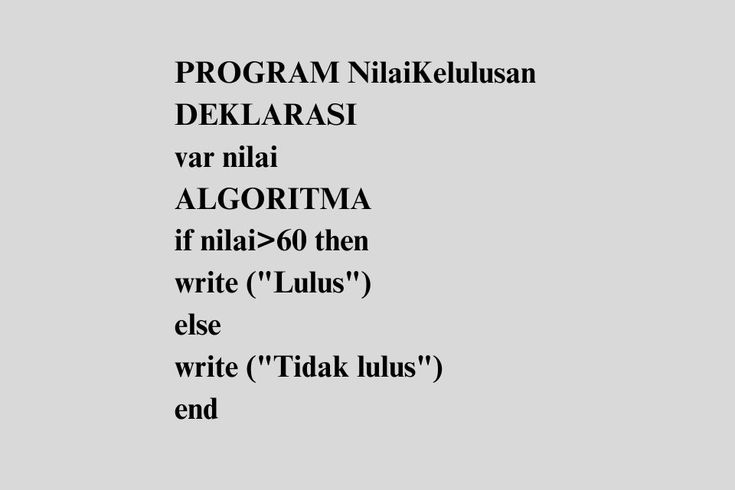 PROGRAM NilaiKelulusan
DEKLARASI
var nilai
ALGORITMA
if nilai>60 then
write ("Lulus")
else
write ("Tidak lulus")
end